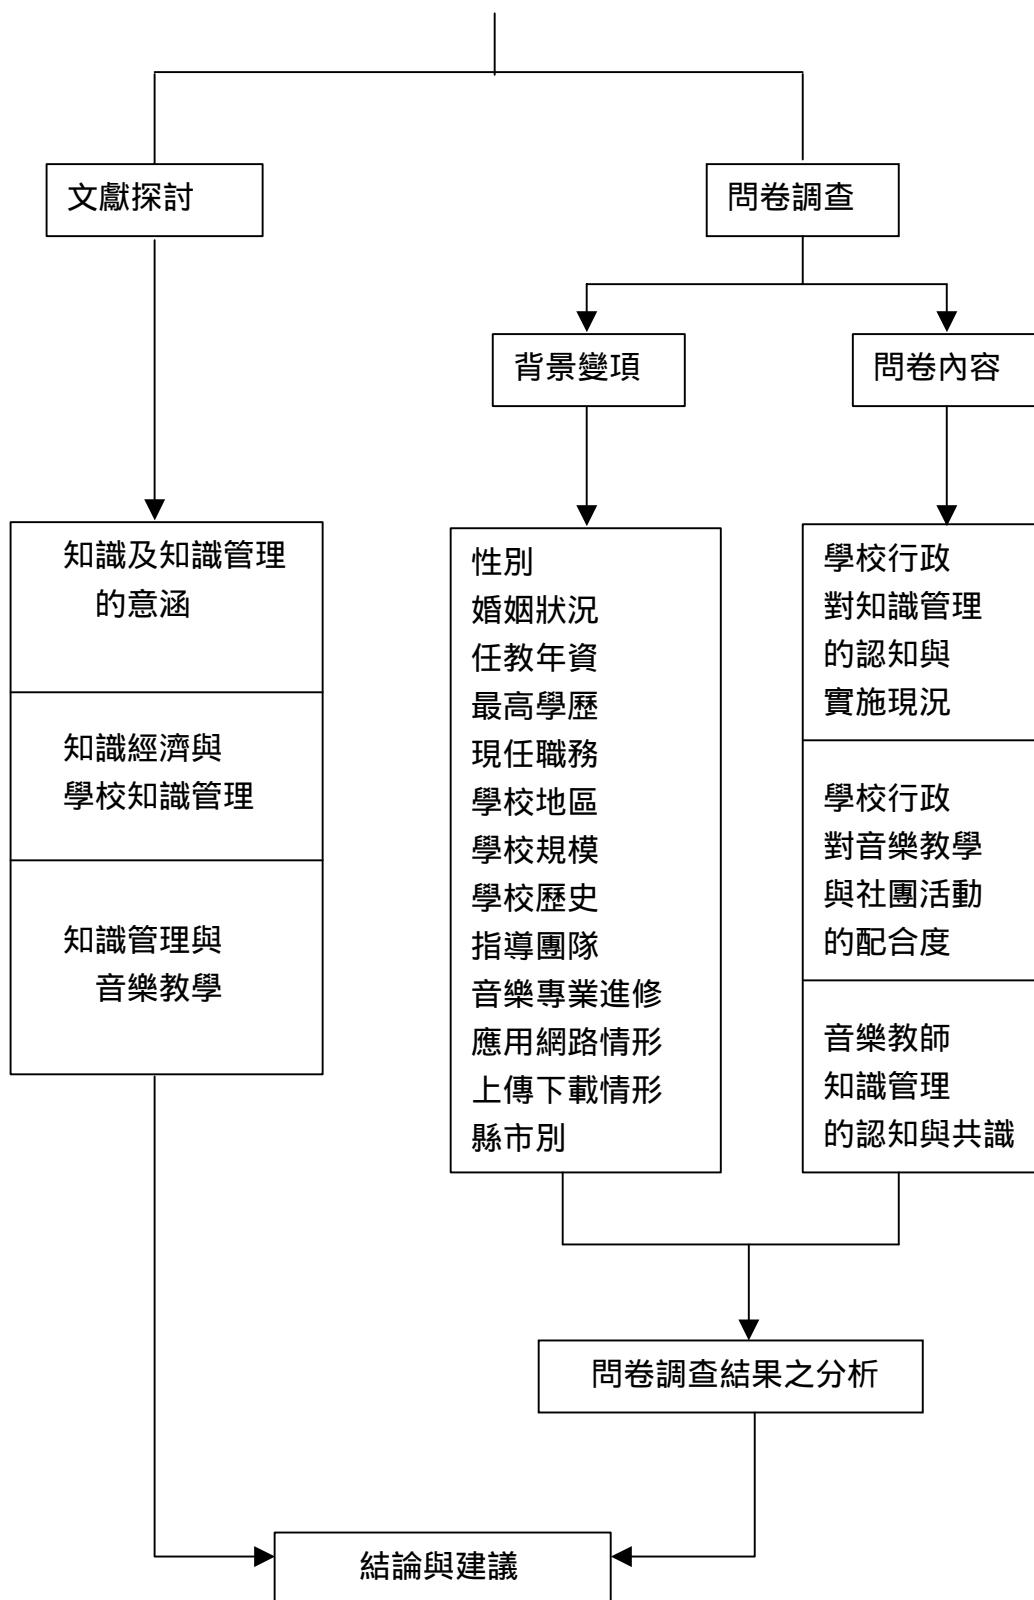 文獻探討
問卷調查
背景變項
問卷內容
知識及知識管理
的意涵
知識經濟與
學校知識管理
知識管理與
音樂教學
性別
婚姻狀況
任教年資
最高學歷
現任職務
學校地區
學校規模
學校歷史
指導團隊
音樂專業進修
應用網路情形
上傳下載情形
縣市別
學校行政
對知識管理
的認知與
實施現況
學校行政
對音樂教學
與社團活動
的配合度
音樂教師
知識管理
的認知與共識
問卷調查結果之分析
結論與建議